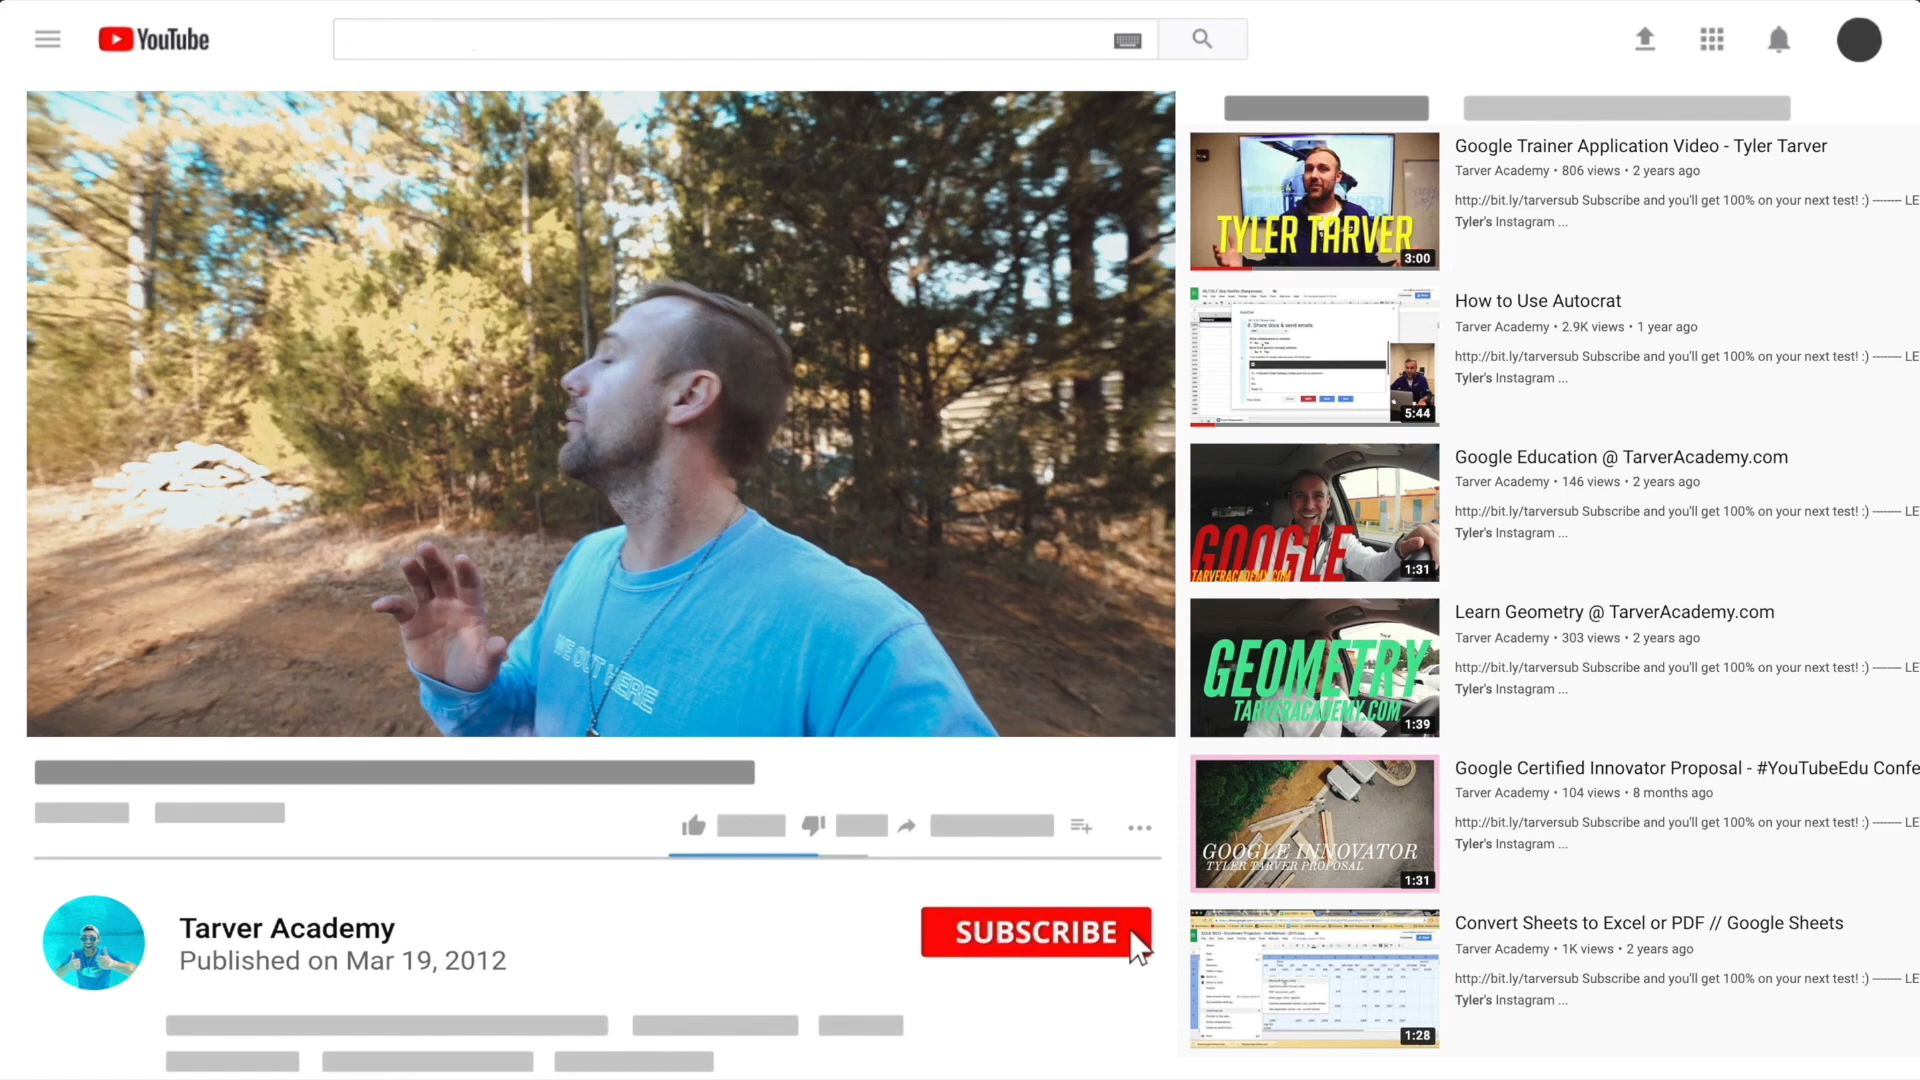 YouTube
WE OUT HERE
Tarver Academy
Published on Mar 19, 2012
SUBSCRIBE
TYLER TARVER
3:00
Google Trainer Application Video - Tyler Tarver
Tarver Academy • 806 views • 2 years ago
http://bit.ly/tarversub Subscribe and you'll get 100% on your next test! :) -------- LE
Tyler's Instagram ...
8. Share docs & send emails
5:44
How to Use Autocrat
Tarver Academy • 2.9K views • 1 year ago
http://bit.ly/tarversub Subscribe and you'll get 100% on your next test! :) -------- LE
Tyler's Instagram ...
GOOGLE
TARVERACADEMY.COM
1:31
Google Education @ TarverAcademy.com
Tarver Academy • 146 views • 2 years ago
http://bit.ly/tarversub Subscribe and you'll get 100% on your next test! :) -------- LE
Tyler's Instagram ...
GEOMETRY
TARVERACADEMY.COM
1:39
Learn Geometry @ TarverAcademy.com
Tarver Academy • 303 views • 2 years ago
http://bit.ly/tarversub Subscribe and you'll get 100% on your next test! :) -------- LE
Tyler's Instagram ...
GOOGLE INNOVATOR
TYLER TARVER PROPOSAL
1:31
Google Certified Innovator Proposal - #YouTubeEdu Confe
Tarver Academy • 104 views • 8 months ago
http://bit.ly/tarversub Subscribe and you'll get 100% on your next test! :) -------- LE
Tyler's Instagram ...
1:28
Convert Sheets to Excel or PDF // Google Sheets
Tarver Academy • 1K views • 2 years ago
http://bit.ly/tarversub Subscribe and you'll get 100% on your next test! :) -------- LE
Tyler's Instagram ...